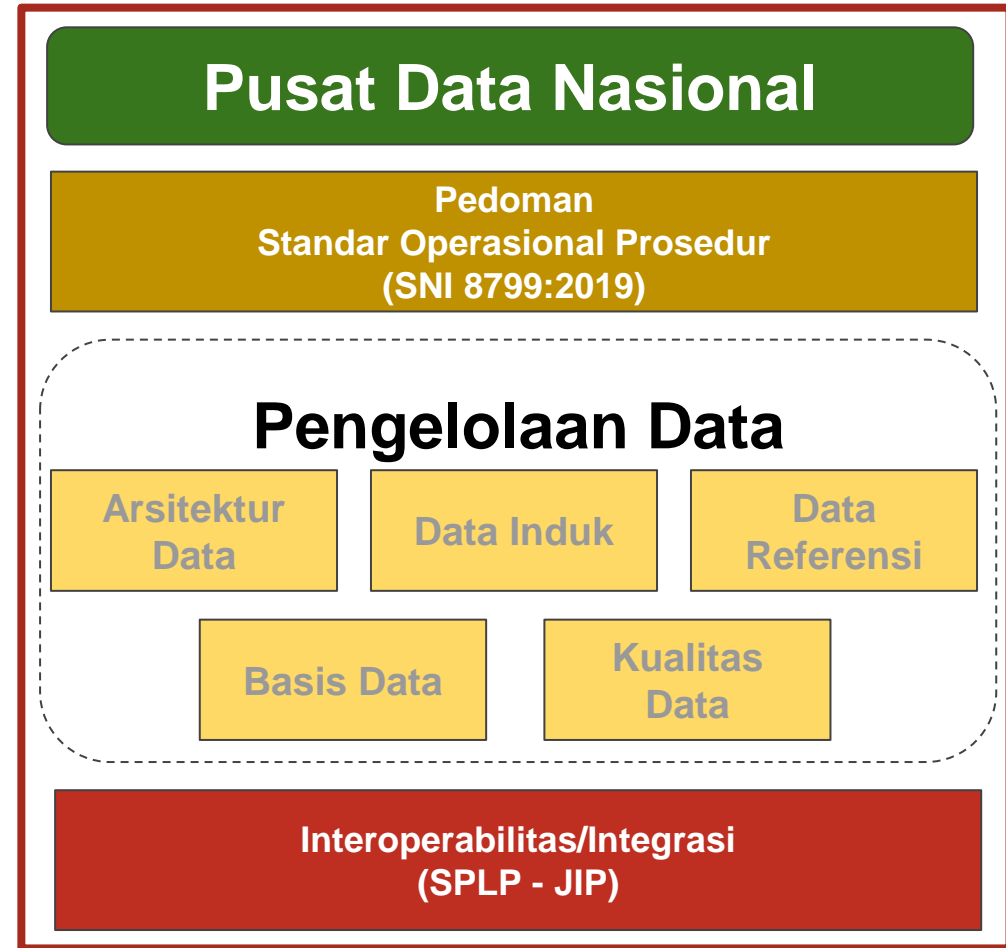 Pusat Data Nasional
Pedoman
Standar Operasional Prosedur
(SNI 8799:2019)
Pengelolaan Data
Arsitektur
Data
Data Induk
Data
Referensi
Basis Data
Kualitas
Data
Interoperabilitas/Integrasi
(SPLP - JIP)